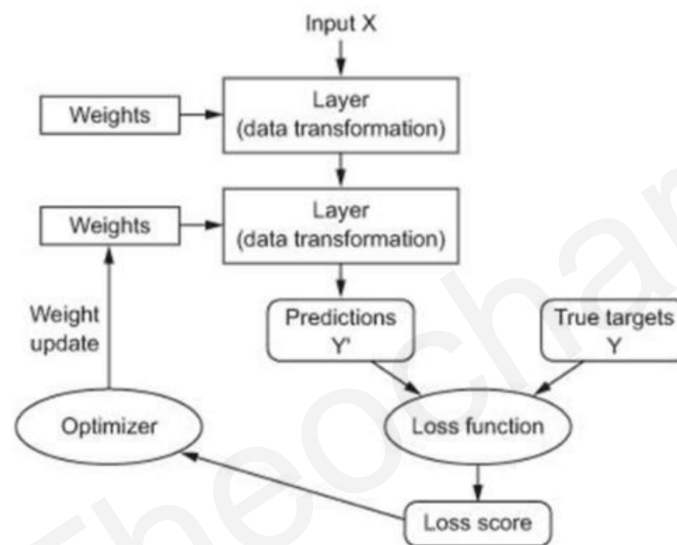 Input X
Weights
Layer
(data transformation)
Weights
Layer
(data transformation)
Weight
update
Predictions
Y'
True targets
Y
Optimizer
Loss function
Loss score